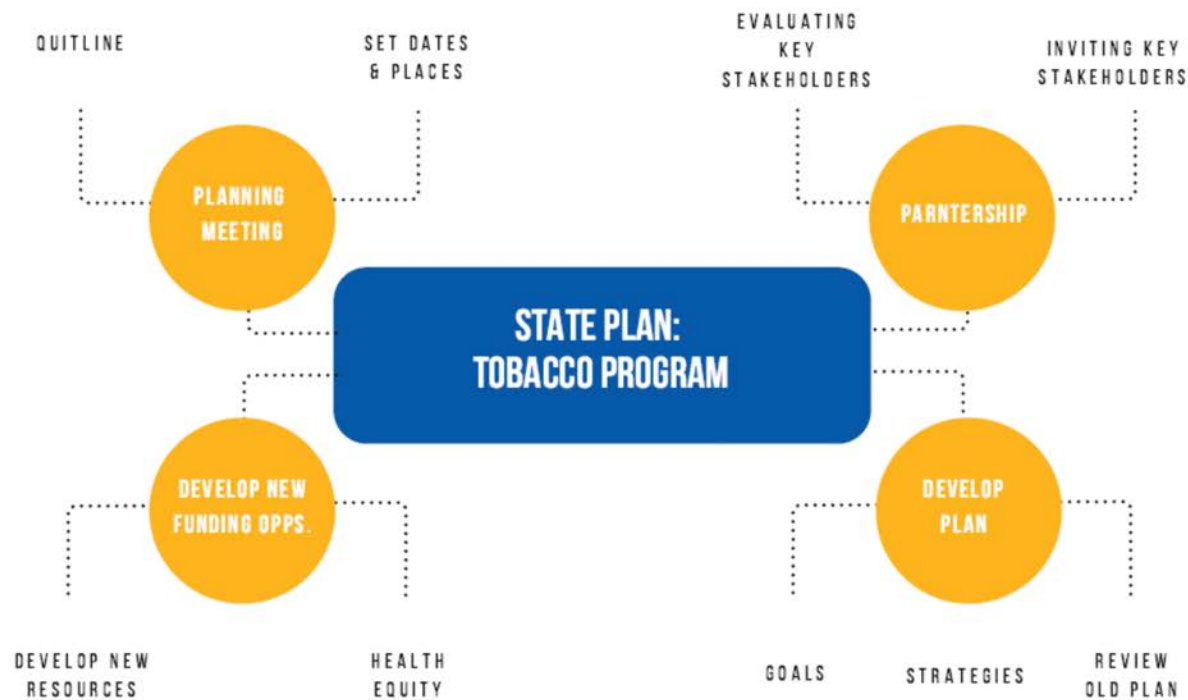 QUITLINE
SET DATES
& PLACES
EVALUATING
KEY
STAKEHOLDERS
INVITING KEY
STAKEHOLDERS
PLANNING
MEETING
PARNTERSHIP
STATE PLAN:
TOBACCO PROGRAM
DEVELOP NEW
FUNDING OPPS.
DEVELOP
PLAN
DEVELOP NEW
RESOURCES
HEALTH
EQUITY
GOALS
STRATEGIES
REVIEW
OLD PLAN